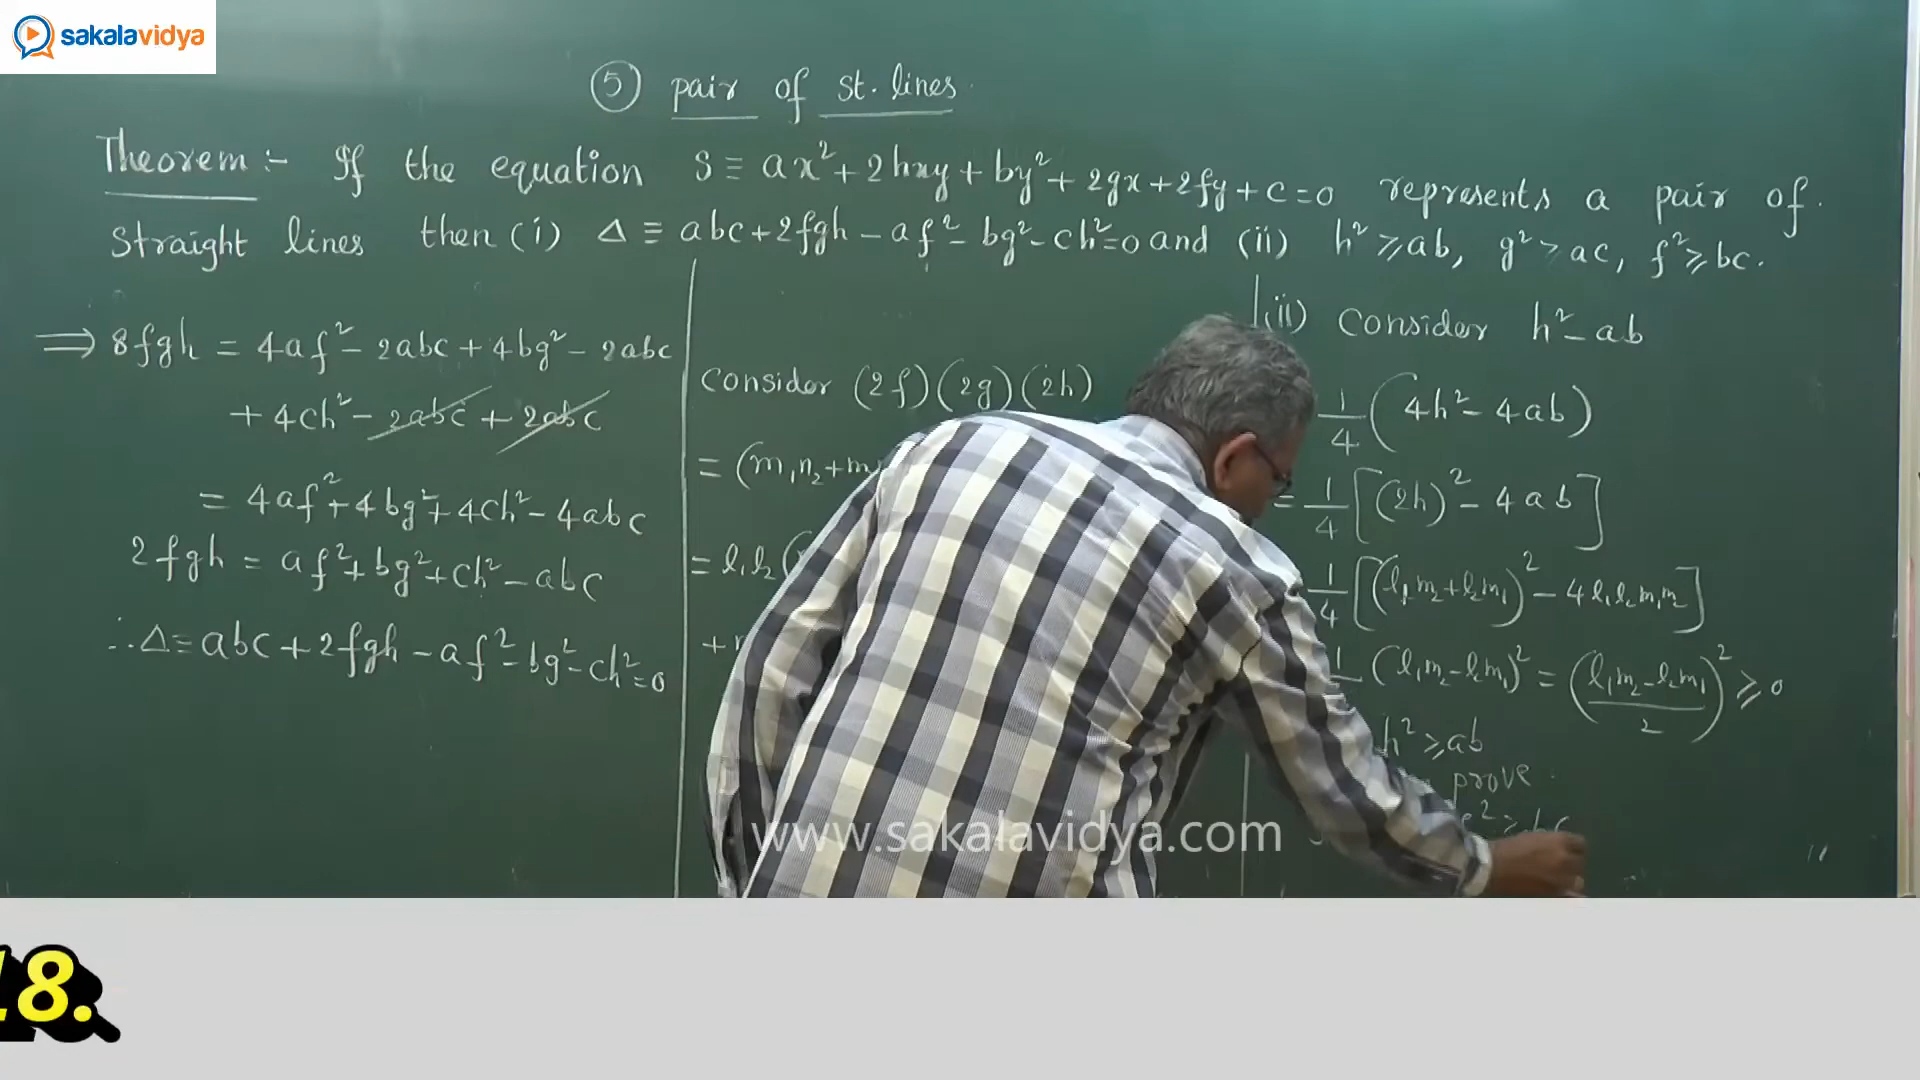 sakalavidya
⑤ pair of st. lines
Theorem :- If the equation S ≡ ax² + 2hxy + by² + 2gx + 2fy + c = 0 represents a pair of
straight lines then (i) Δ ≡ abc + 2fgh - af² - bg² - ch² = 0 and (ii) h² ⩾ ab, g² ⩾ ac, f² ⩾ bc.
⟹ 8fgh = 4af² - 2abc + 4bg² - 2abc
+ 4ch² - 2abc + 2abc
= 4af² + 4bg² + 4ch² - 4abc
2fgh = af² + bg² + ch² - abc
∴ Δ = abc + 2fgh - af² - bg² - ch² = 0
Consider (2f)(2g)(2h)
= (m₁n₂ + m
= l₁l₂(
+
(ii) Consider h² - ab
1/4 (4h² - 4ab)
= 1/4 [(2h)² - 4ab]
1/4 [(l₁m₂ + l₂m₁)² - 4l₁l₂m₁m₂]
1 (l₁m₂ - l₂m₁)² = ((l₁m₂ - l₂m₁)/2)² ⩾ 0
h² ⩾ ab
prove
www.sakalavidya.com
8.